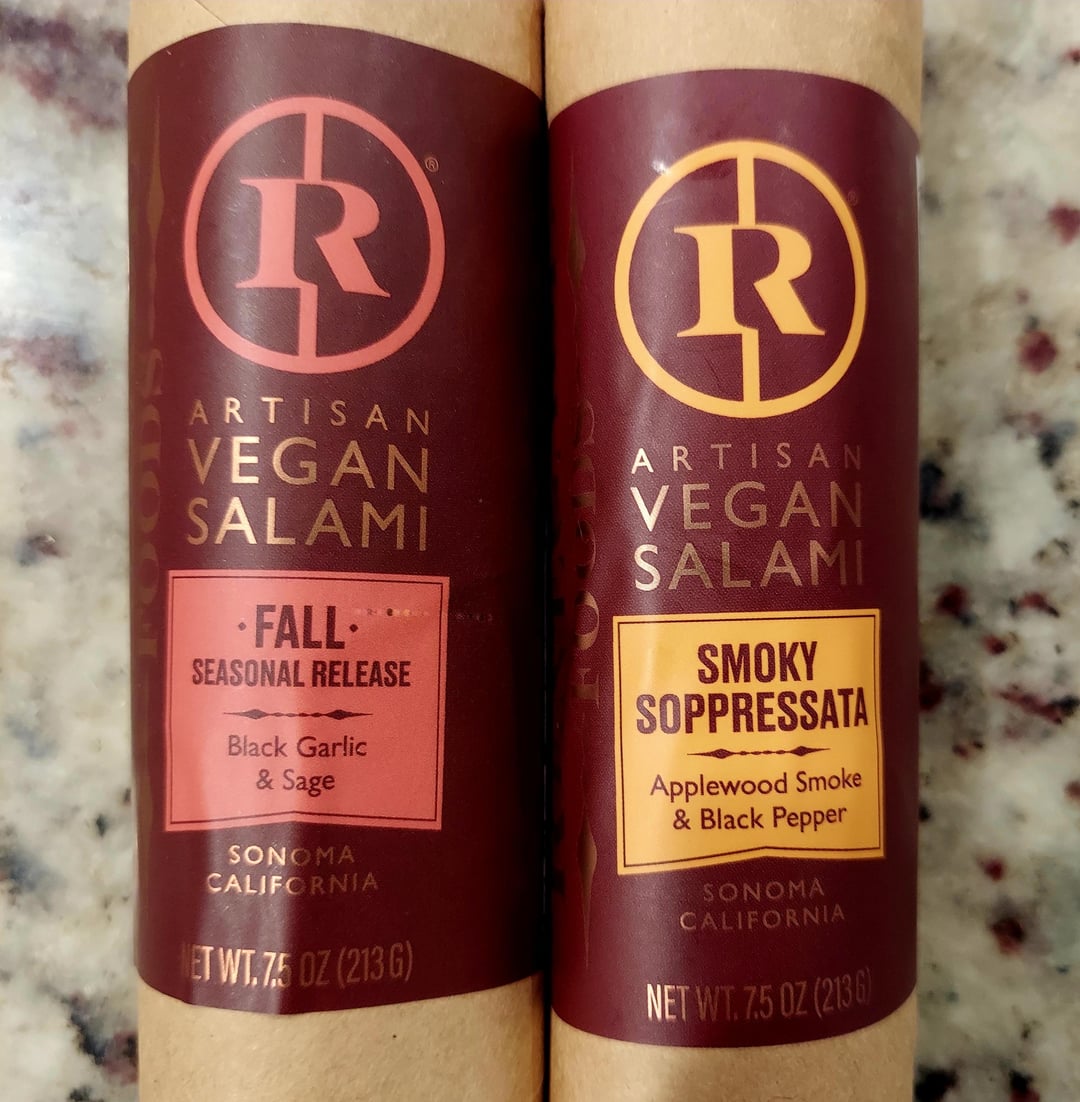 R
®
ARTISAN
VEGAN
SALAMI
•FALL•
SEASONAL RELEASE
Black Garlic
& Sage
SONOMA
CALIFORNIA
NET WT. 7.5 OZ (213 G)
FOODS
R
®
ARTISAN
VEGAN
SALAMI
SMOKY
SOPPRESSATA
Applewood Smoke
& Black Pepper
SONOMA
CALIFORNIA
NET WT. 7.5 OZ (213 G)
FOODS